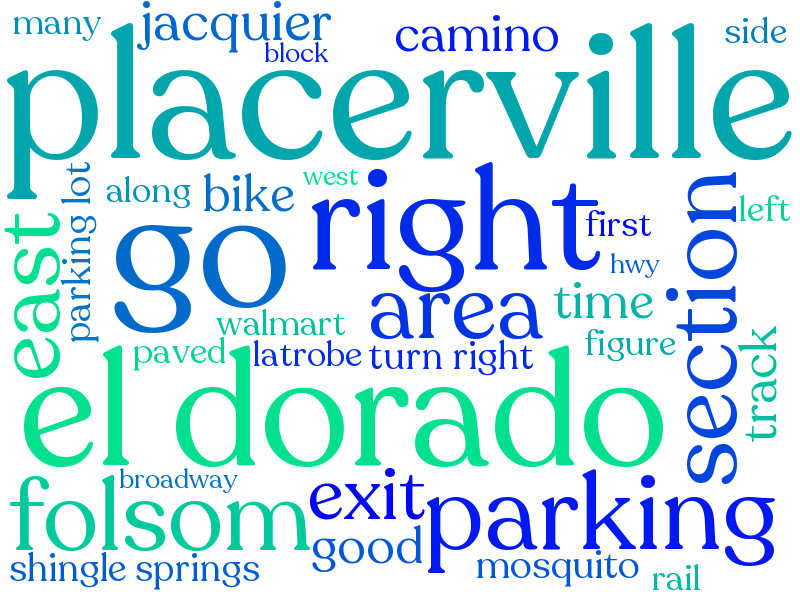 many
jacquier
block
camino
side
placerville
parking lot
along
bike
west
right
first
section
left
east
go
hwy
area
time
walmart
figure
track
paved
latrobe
turn right
el dorado
broadway
folsom
exit
parking
good
shingle springs
mosquito
rail